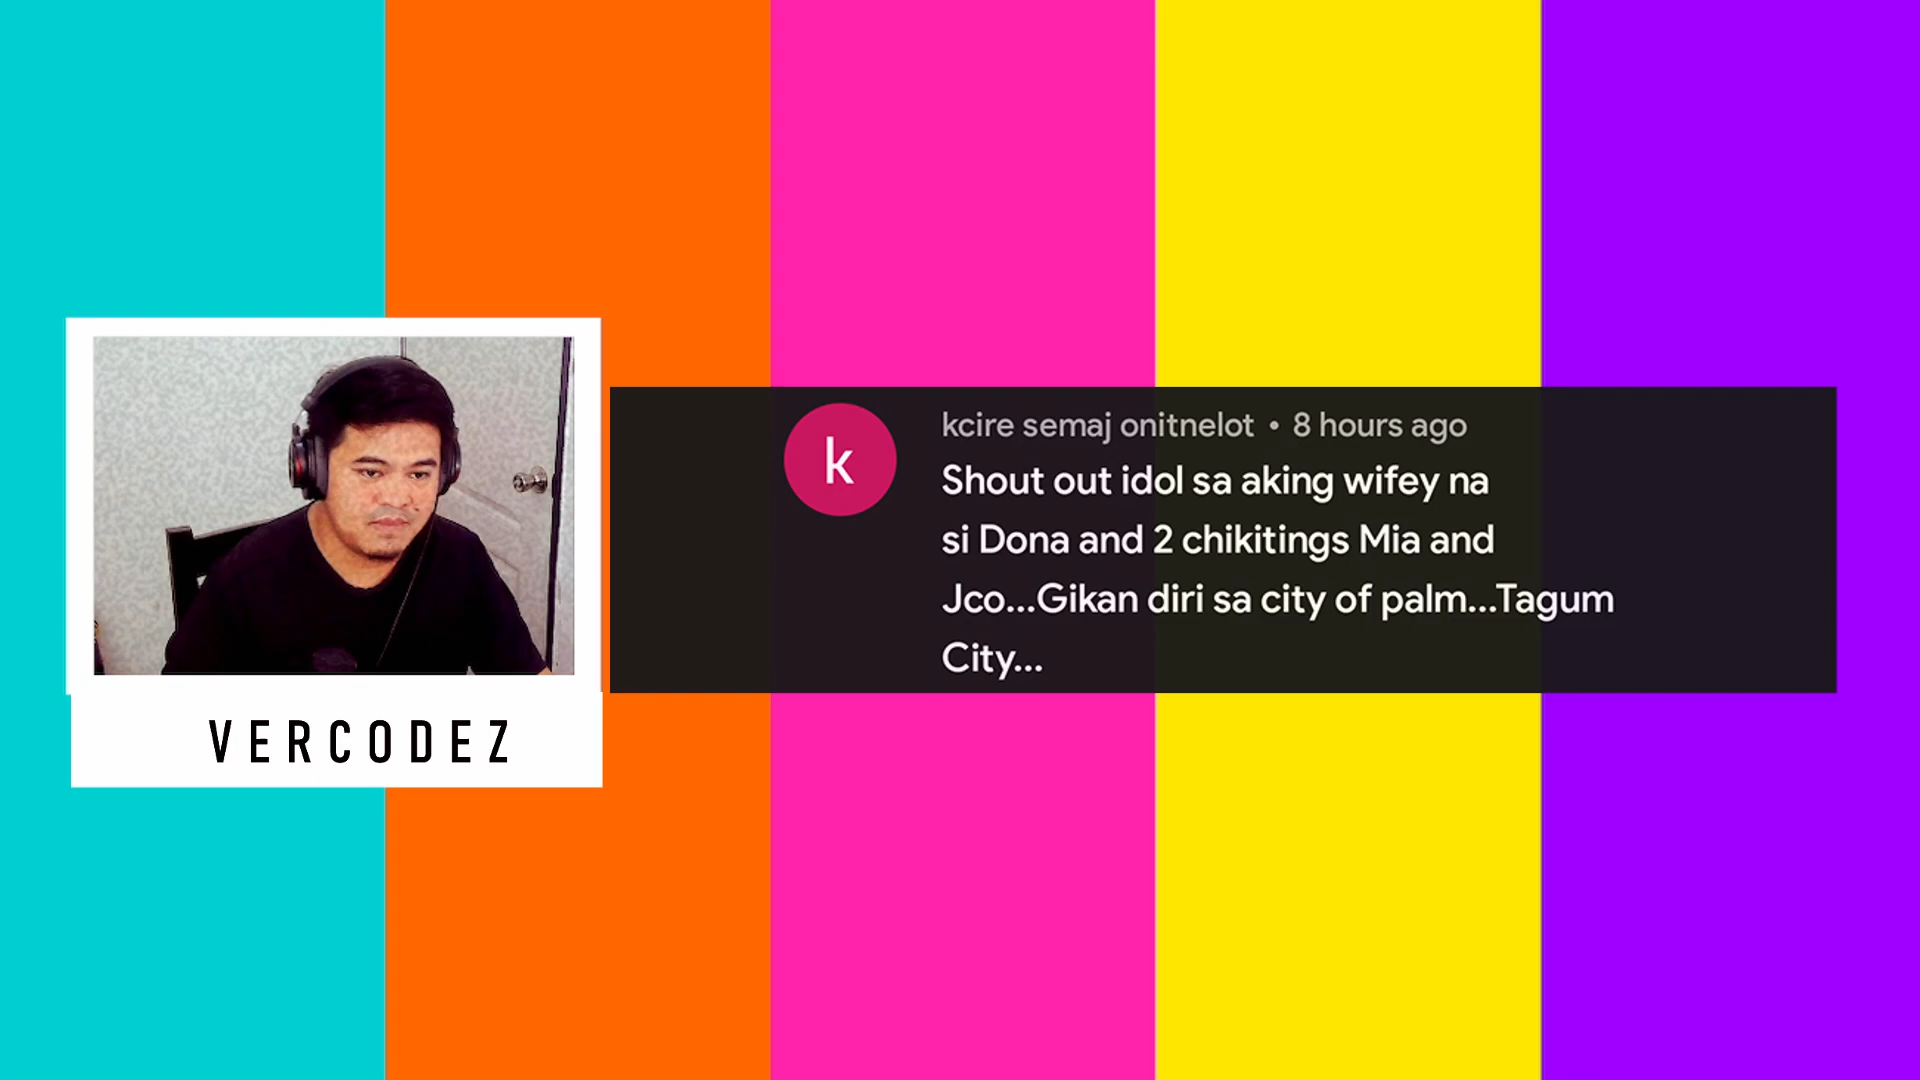 VERCODEZ
k
kcire semaj onitnelot • 8 hours ago
Shout out idol sa aking wifey na
si Dona and 2 chikitings Mia and
Jco...Gikan diri sa city of palm...Tagum
City...